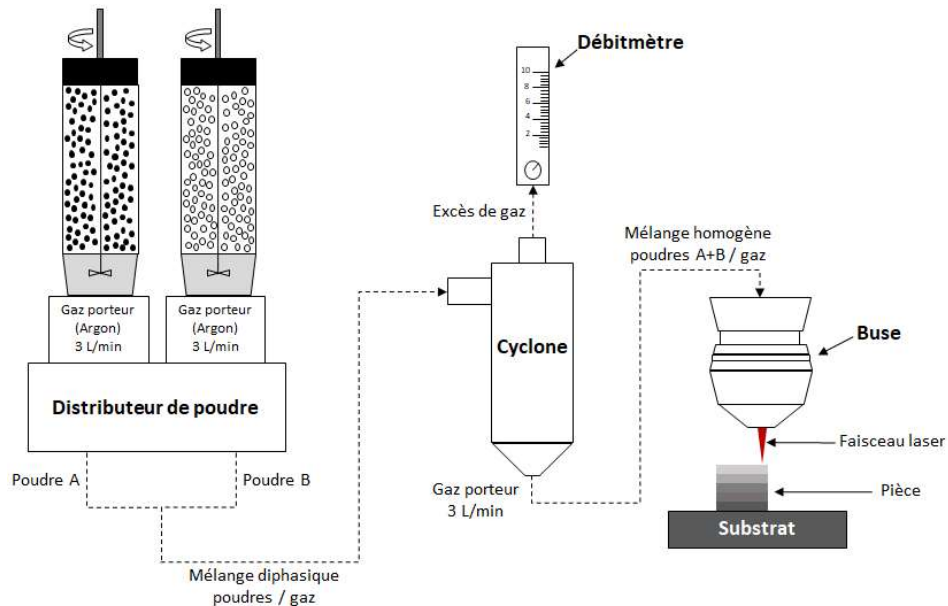 Débitmètre
10
8
6
4
2
Excès de gaz
Mélange homogène
poudres A+B / gaz
Gaz porteur
(Argon)
3 L/min
Gaz porteur
(Argon)
3 L/min
Cyclone
Buse
Distributeur de poudre
Faisceau laser
Poudre A
Poudre B
Gaz porteur
3 L/min
Pièce
Substrat
Mélange diphasique
poudres / gaz